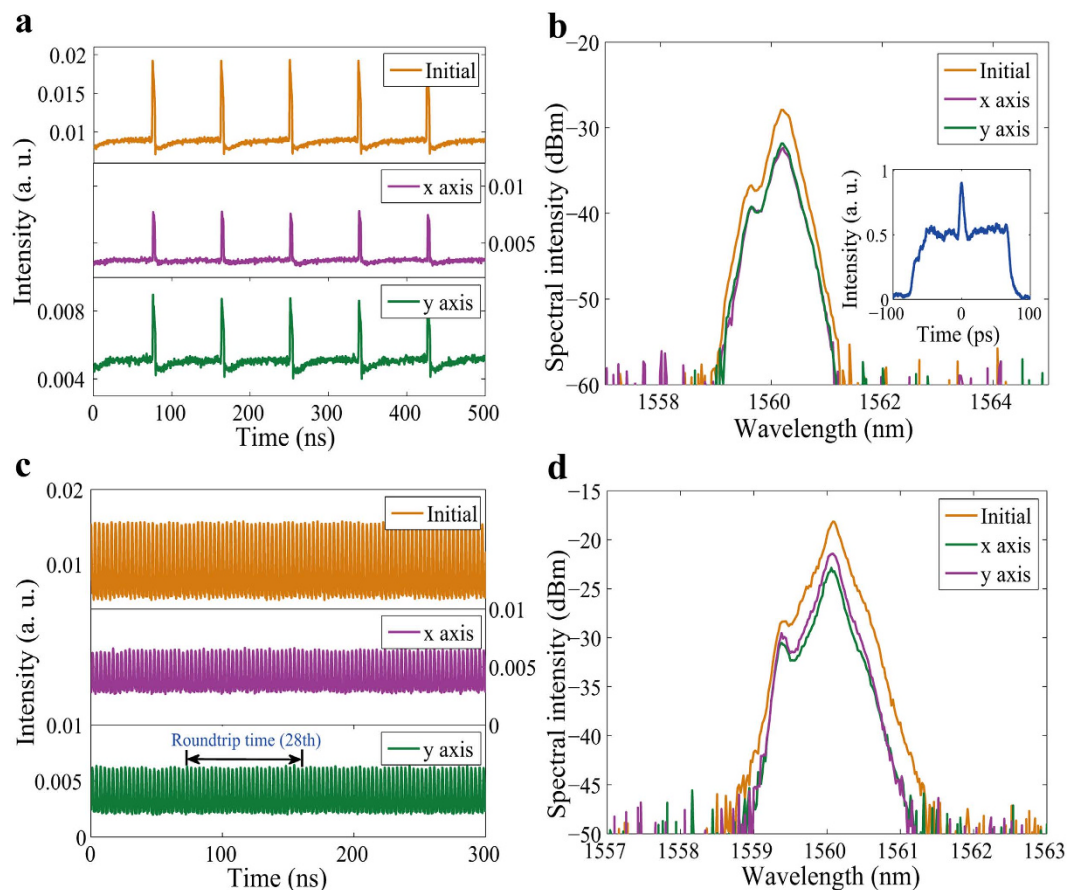 a
0.02
0.015
0.01
Initial
0.01
0.005
x axis
0.008
0.004
y axis
Intensity (a. u.)
0 100 200 300 400 500
Time (ns)
b
−20
−30
−40
−50
−60
Spectral intensity (dBm)
Initial
x axis
y axis
1
0.5
0
Intensity (a. u.)
−100 0 100
Time (ps)
1558 1560 1562 1564
Wavelength (nm)
c
0.02
0.01
Initial
0.01
0.005
0
x axis
0.01
0.005
0
Roundtrip time (28th)
y axis
Intensity (a. u.)
0 100 200 300
Time (ns)
d
−15
−20
−25
−30
−35
−40
−45
−50
Spectral intensity (dBm)
Initial
x axis
y axis
1557 1558 1559 1560 1561 1562 1563
Wavelength (nm)